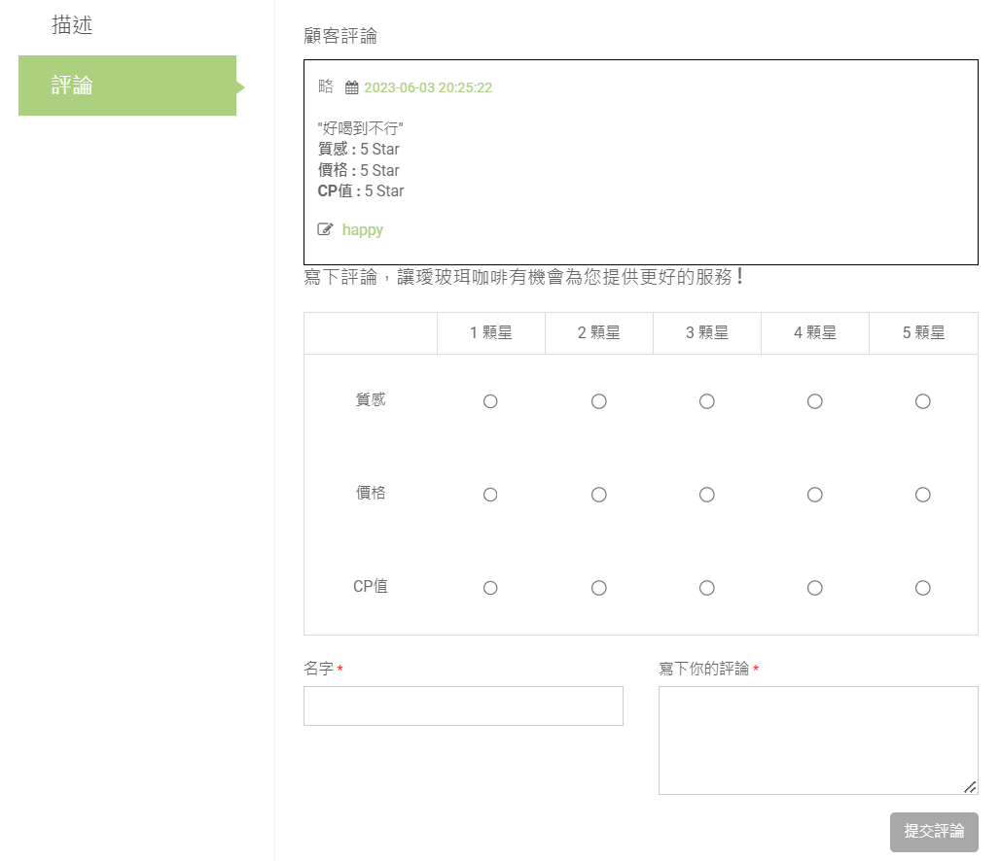 描述
評論
顧客評論
略 2023-06-03 20:25:22
"好喝到不行"
質感 : 5 Star
價格 : 5 Star
CP值 : 5 Star
happy
寫下評論，讓璦玻珥咖啡有機會為您提供更好的服務！
1 顆星 2 顆星 3 顆星 4 顆星 5 顆星
質感
價格
CP值
名字 * 寫下你的評論 *
提交評論